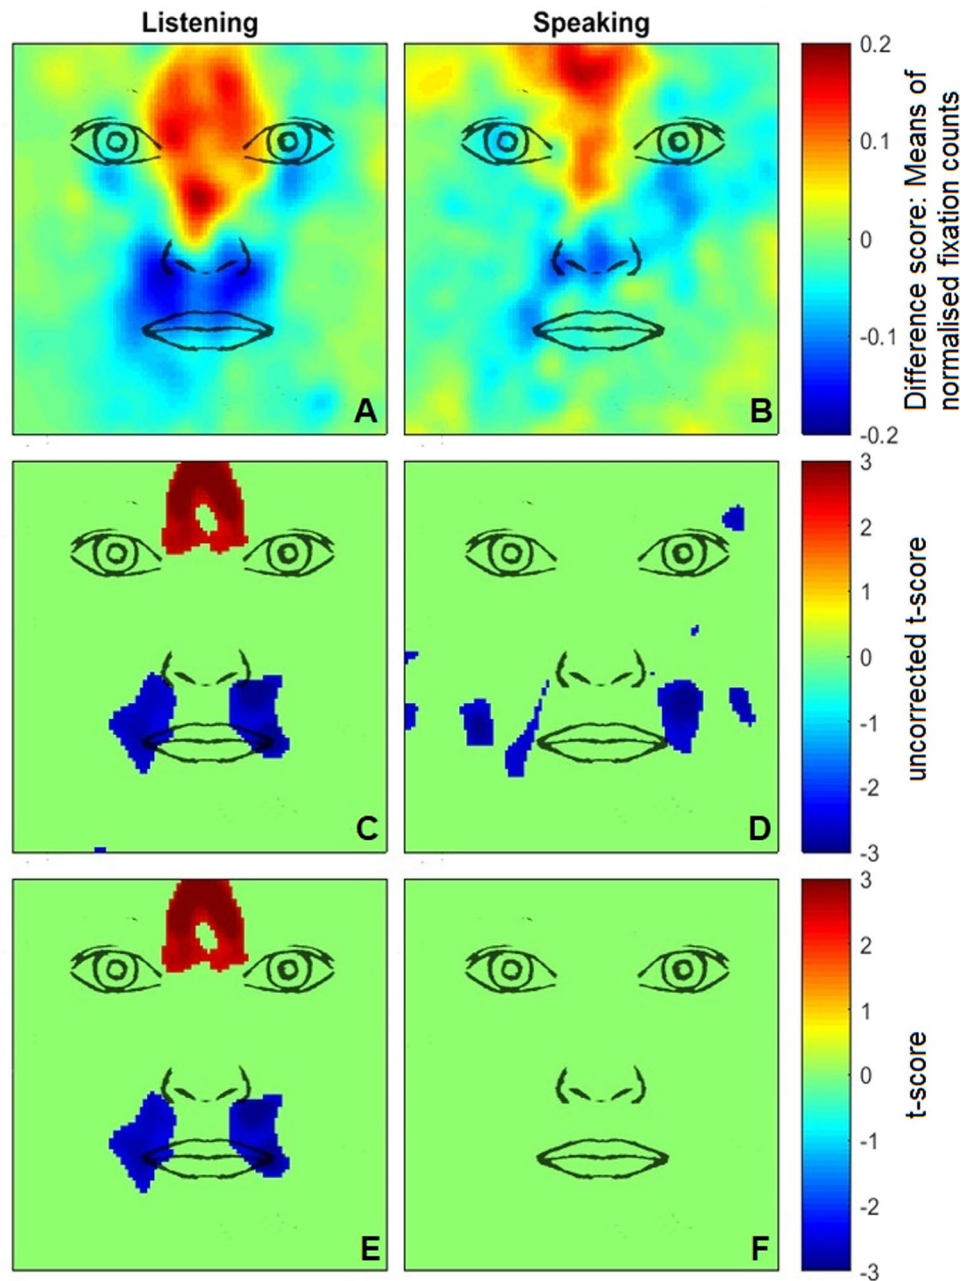 Listening
Speaking
A
B
0.2
0.1
0
-0.1
-0.2
Difference score: Means of
normalised fixation counts
C
D
3
2
1
0
-1
-2
-3
uncorrected t-score
E
F
3
2
1
0
-1
-2
-3
t-score